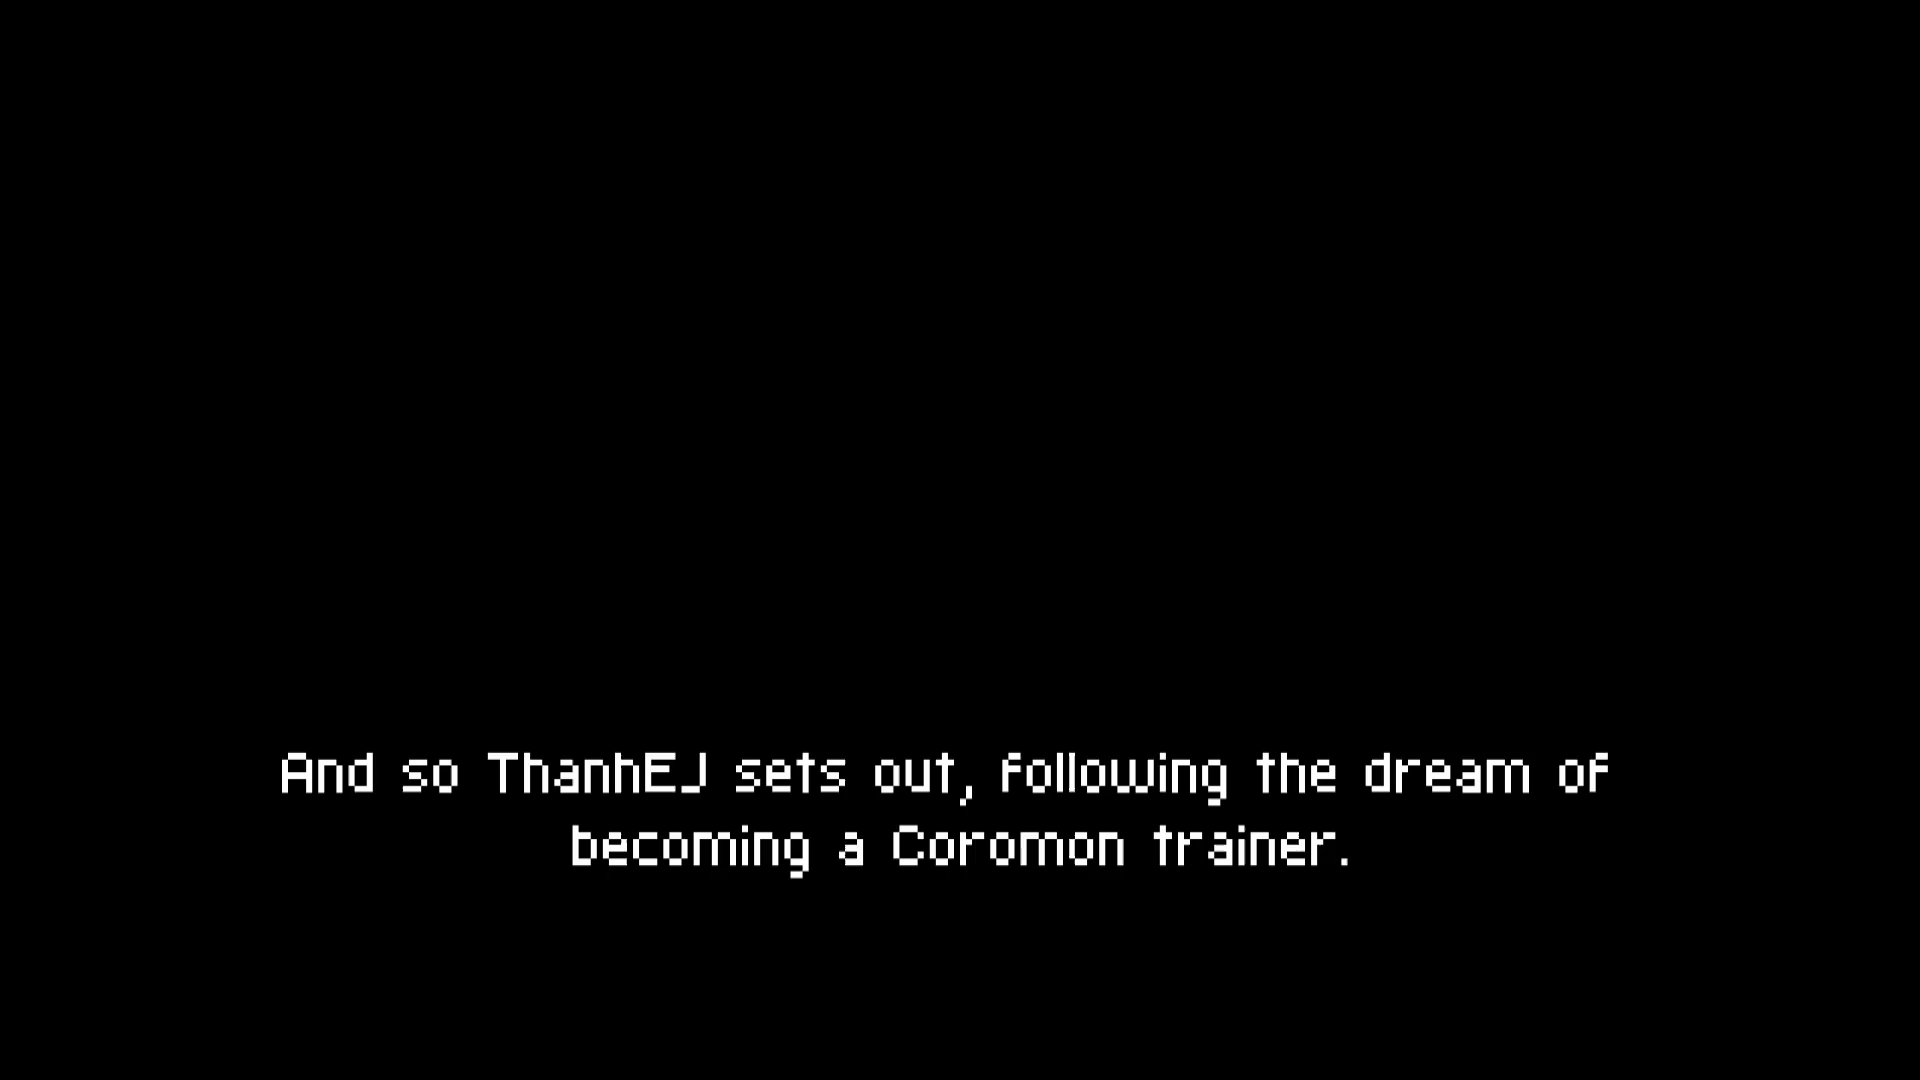 And so ThanhEJ sets out, following the dream of
becoming a Coromon trainer.